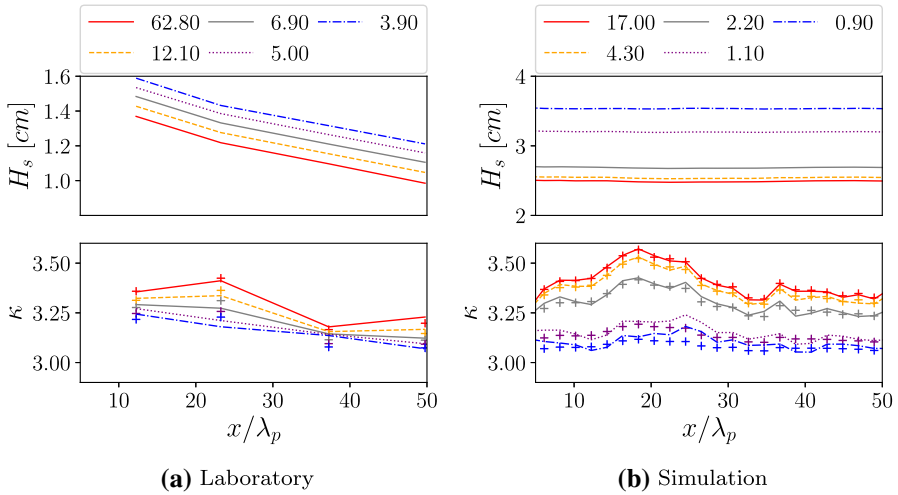 62.80 6.90 3.90
12.10 5.00
17.00 2.20 0.90
4.30 1.10
1.6
1.4
1.2
1.0
H_s [cm]
4
3
2
H_s [cm]
3.50
3.25
3.00
κ
10 20 30 40 50
x/λ_p
3.50
3.25
3.00
κ
10 20 30 40 50
x/λ_p
(a) Laboratory
(b) Simulation